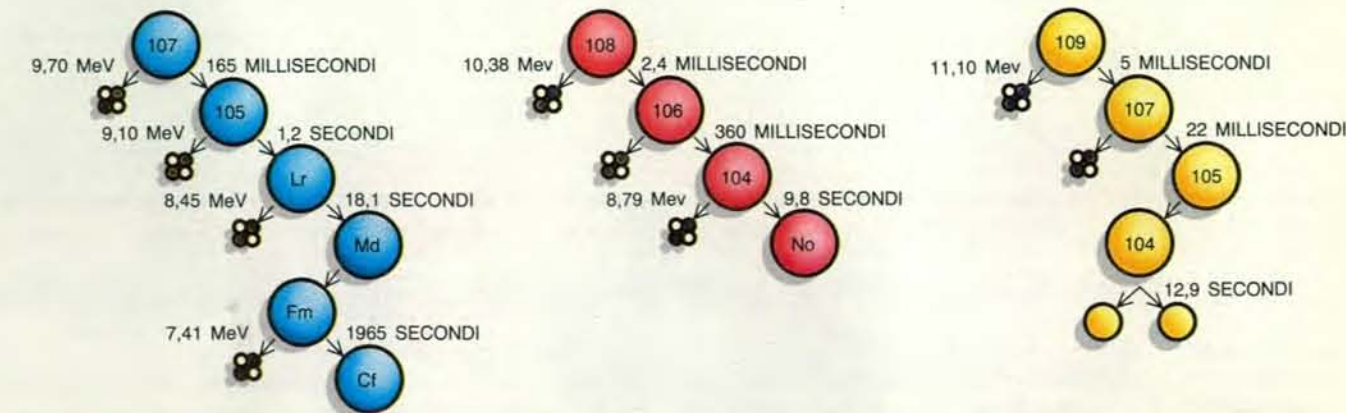 107
9,70 MeV
165 MILLISECONDI
105
9,10 MeV
1,2 SECONDI
Lr
8,45 MeV
18,1 SECONDI
Md
Fm
7,41 MeV
1965 SECONDI
Cf
108
10,38 Mev
2,4 MILLISECONDI
106
360 MILLISECONDI
104
8,79 Mev
9,8 SECONDI
No
109
11,10 Mev
5 MILLISECONDI
107
22 MILLISECONDI
105
104
12,9 SECONDI